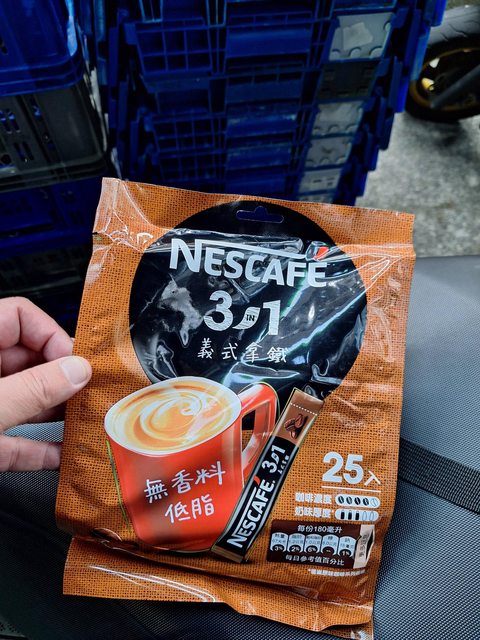 NESCAFÉ
3 IN 1
義式拿鐵
無香料
低脂
NESCAFÉ 3 IN 1
25入
咖啡濃度
奶味厚度
每份180毫升
每日參考值百分比